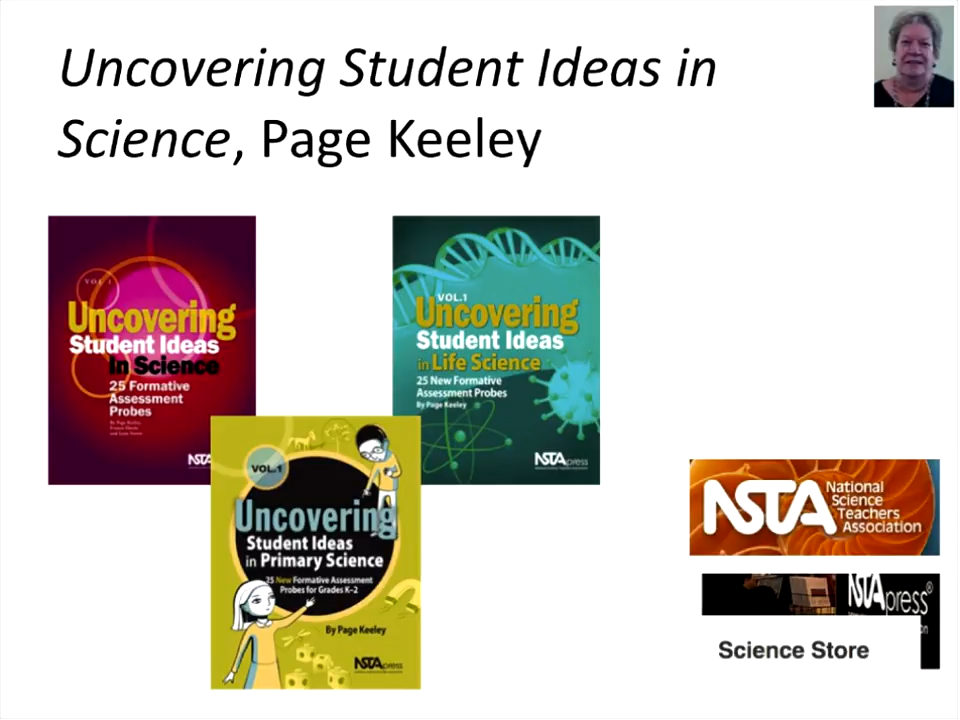 Uncovering Student Ideas in
Science, Page Keeley
VOL. 1
Uncovering
Student Ideas
in Science
25 Formative
Assessment
Probes
By Page Keeley,
NSTA
VOL.1
Uncovering
Student Ideas
in Life Science
25 New Formative
Assessment Probes
By Page Keeley
NSTApress
VOL.1
Uncovering
Student Ideas
in Primary Science
25 New Formative Assessment
Probes for Grades K–2
By Page Keeley
NSTApress
NSTA National
Science
Teachers
Association
NSTApress®
Science Store